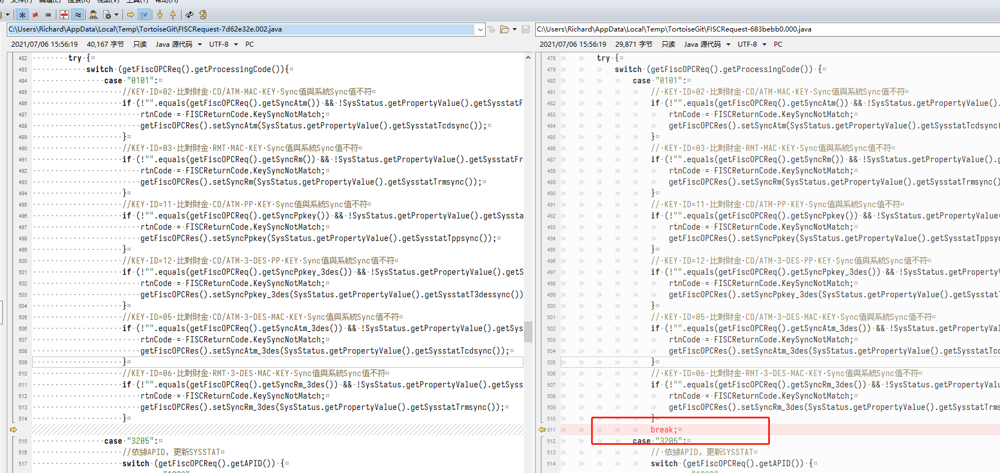 文件(F) 编辑(E) 搜索(R) 视图(V) 工具(T) 帮助(H)
C:\Users\Richard\AppData\Local\Temp\TortoiseGit\FISCRequest-7d62e32e.002.java
2021/07/06 15:56:19 40,167 字节 只读 Java 源代码 UTF-8 PC
482 try {
483 switch (getFiscOPCReq().getProcessingCode()){
484 case "0101":
485 //KEY ID=02 比對財金 CD/ATM MAC KEY Sync值與系統Sync值不符
486 if (!"".equals(getFiscOPCReq().getSyncAtm()) && !SysStatus.getPropertyValue().getSysstatF
487 rtnCode = FISCReturnCode.KeySyncNotMatch;
488 getFiscOPCRes().setSyncAtm(SysStatus.getPropertyValue().getSysstatTcdsync());
489 }
490 //KEY ID=03 比對財金 RMT MAC KEY Sync值與系統Sync值不符
491 if (!"".equals(getFiscOPCReq().getSyncRm()) && !SysStatus.getPropertyValue().getSysstatFr
492 rtnCode = FISCReturnCode.KeySyncNotMatch;
493 getFiscOPCRes().setSyncRm(SysStatus.getPropertyValue().getSysstatTrmsync());
494 }
495 //KEY ID=11 比對財金 CD/ATM PP KEY Sync值與系統Sync值不符
496 if (!"".equals(getFiscOPCReq().getSyncPpkey()) && !SysStatus.getPropertyValue().getSyssta
497 rtnCode = FISCReturnCode.KeySyncNotMatch;
498 getFiscOPCRes().setSyncPpkey(SysStatus.getPropertyValue().getSysstatTppsync());
499 }
500 //KEY ID=12 比對財金 CD/ATM 3-DES PP KEY Sync值與系統Sync值不符
501 if (!"".equals(getFiscOPCReq().getSyncPpkey_3des()) && !SysStatus.getPropertyValue().getS
502 rtnCode = FISCReturnCode.KeySyncNotMatch;
503 getFiscOPCRes().setSyncPpkey_3des(SysStatus.getPropertyValue().getSysstatT3dessync())
504 }
505 //KEY ID=05 比對財金 CD/ATM 3-DES MAC KEY Sync值與系統Sync值不符
506 if (!"".equals(getFiscOPCReq().getSyncAtm_3des()) && !SysStatus.getPropertyValue().getSys
507 rtnCode = FISCReturnCode.KeySyncNotMatch;
508 getFiscOPCRes().setSyncAtm_3des(SysStatus.getPropertyValue().getSysstatTcdsync());
509 }
510 //KEY ID=06 比對財金 RMT 3-DES MAC KEY Sync值與系統Sync值不符
511 if (!"".equals(getFiscOPCReq().getSyncRm_3des()) && !SysStatus.getPropertyValue().getSyss
512 rtnCode = FISCReturnCode.KeySyncNotMatch;
513 getFiscOPCRes().setSyncRm_3des(SysStatus.getPropertyValue().getSysstatTrmsync());
514 }
515 case "3205":
516 //依據APID，更新SYSSTAT
517 switch (getFiscOPCReq().getAPID()) {
C:\Users\Richard\AppData\Local\Temp\TortoiseGit\FISCRequest-683bebb0.000.java
2021/07/06 15:56:19 29,871 字节 只读 Java 源代码 UTF-8 PC
478 try {
479 switch (getFiscOPCReq().getProcessingCode()) {
480 case "0101":
481 // KEY ID=02 比對財金 CD/ATM MAC KEY Sync值與系統Sync值不符
482 if (!"".equals(getFiscOPCReq().getSyncAtm()) && !SysStatus.getPropertyValue().
483 rtnCode = FISCReturnCode.KeySyncNotMatch;
484 getFiscOPCRes().setSyncAtm(SysStatus.getPropertyValue().getSysstatTcdsync(
485 }
486 // KEY ID=03 比對財金 RMT MAC KEY Sync值與系統Sync值不符
487 if (!"".equals(getFiscOPCReq().getSyncRm()) && !SysStatus.getPropertyValue().g
488 rtnCode = FISCReturnCode.KeySyncNotMatch;
489 getFiscOPCRes().setSyncRm(SysStatus.getPropertyValue().getSysstatTrmsync()
490 }
491 // KEY ID=11 比對財金 CD/ATM PP KEY Sync值與系統Sync值不符
492 if (!"".equals(getFiscOPCReq().getSyncPpkey()) && !SysStatus.getPropertyValue(
493 rtnCode = FISCReturnCode.KeySyncNotMatch;
494 getFiscOPCRes().setSyncPpkey(SysStatus.getPropertyValue().getSysstatTppsyn
495 }
496 // KEY ID=12 比對財金 CD/ATM 3-DES PP KEY Sync值與系統Sync值不符
497 if (!"".equals(getFiscOPCReq().getSyncPpkey_3des()) && !SysStatus.getPropertyV
498 rtnCode = FISCReturnCode.KeySyncNotMatch;
499 getFiscOPCRes().setSyncPpkey_3des(SysStatus.getPropertyValue().getSysstatT
500 }
501 // KEY ID=05 比對財金 CD/ATM 3-DES MAC KEY Sync值與系統Sync值不符
502 if (!"".equals(getFiscOPCReq().getSyncAtm_3des()) && !SysStatus.getPropertyVal
503 rtnCode = FISCReturnCode.KeySyncNotMatch;
504 getFiscOPCRes().setSyncAtm_3des(SysStatus.getPropertyValue().getSysstatTcd
505 }
506 // KEY ID=06 比對財金 RMT 3-DES MAC KEY Sync值與系統Sync值不符
507 if (!"".equals(getFiscOPCReq().getSyncRm_3des()) && !SysStatus.getPropertyValu
508 rtnCode = FISCReturnCode.KeySyncNotMatch;
509 getFiscOPCRes().setSyncRm_3des(SysStatus.getPropertyValue().getSysstatTrms
510 }
511 break;
512 case "3205":
513 // 依據APID，更新SYSSTAT
514 switch (getFiscOPCReq().getAPID()) {